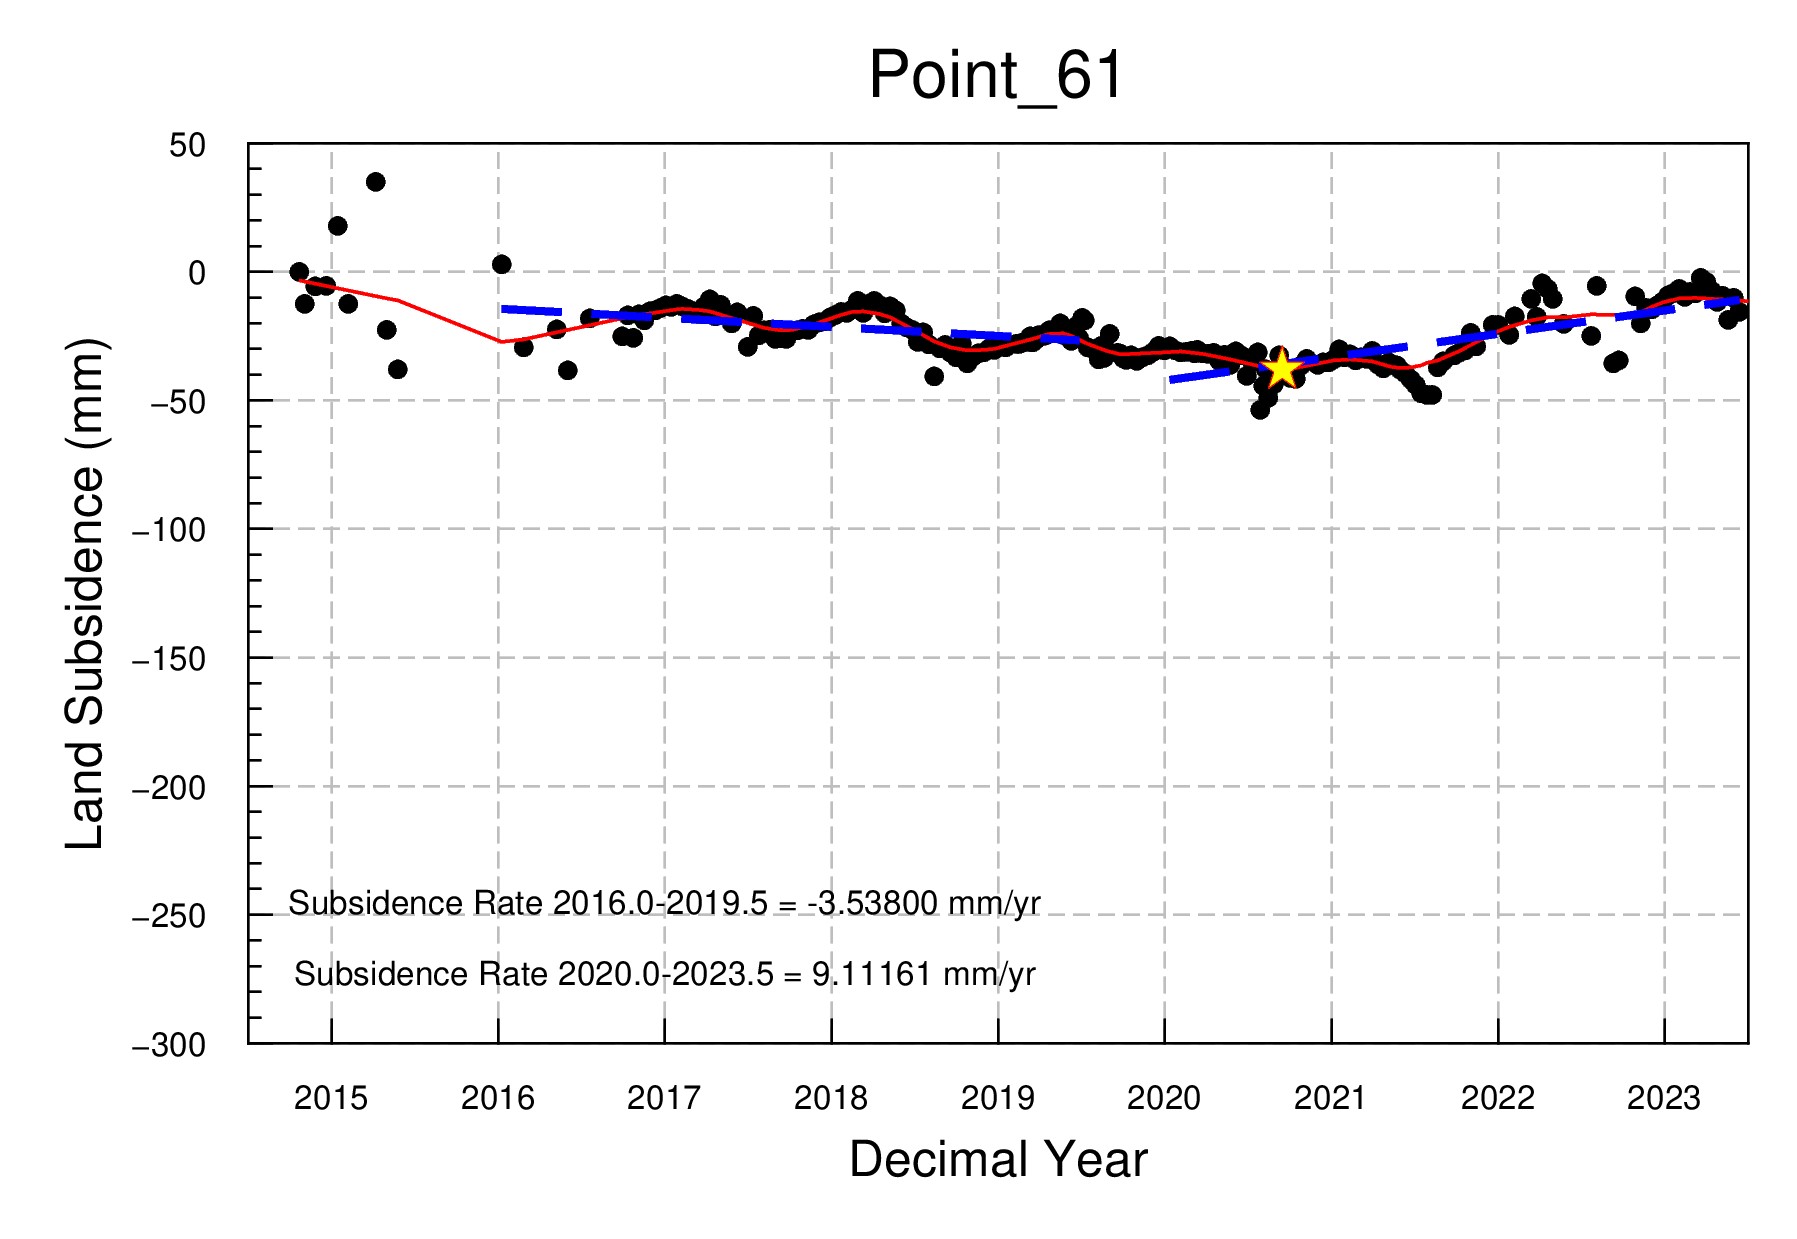 Point_61
Land Subsidence (mm)
50
0
−50
−100
−150
−200
−250
−300
Subsidence Rate 2016.0-2019.5 = -3.53800 mm/yr
Subsidence Rate 2020.0-2023.5 = 9.11161 mm/yr
2015 2016 2017 2018 2019 2020 2021 2022 2023
Decimal Year